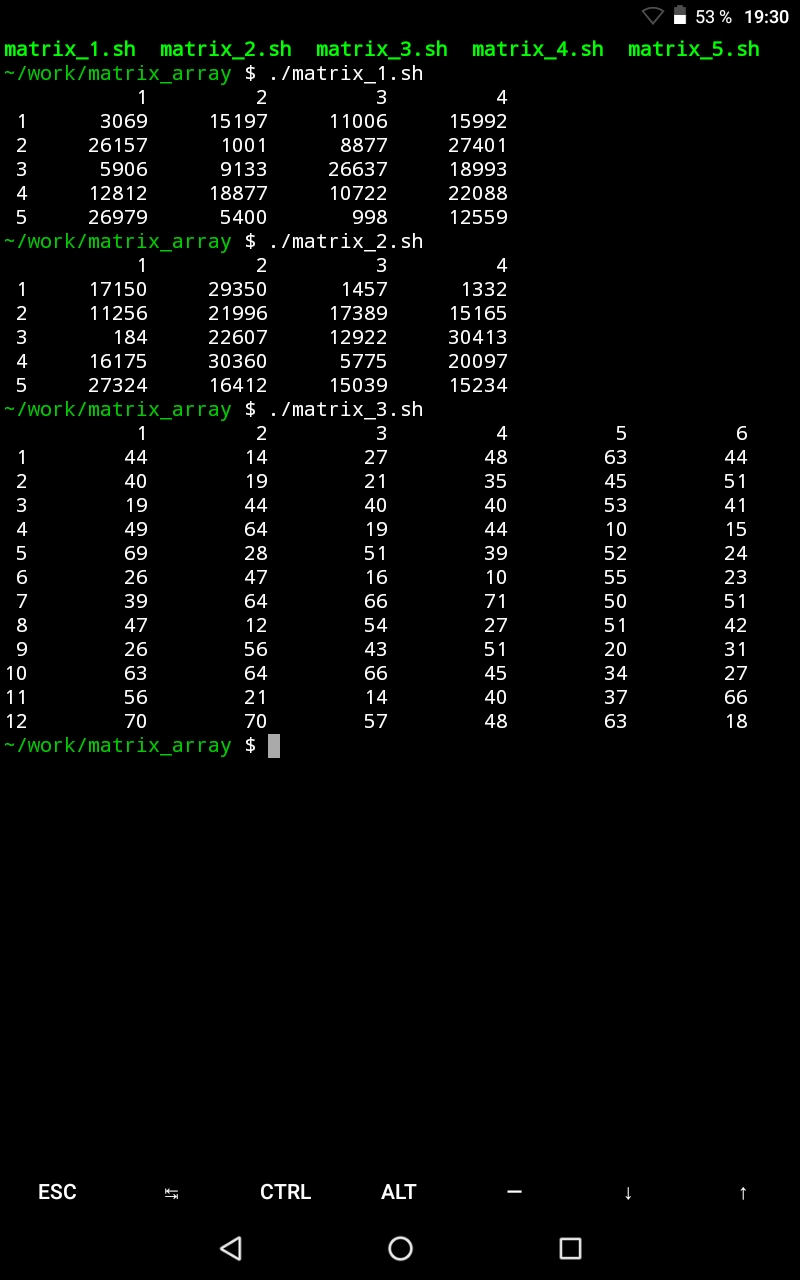 53 % 19:30
matrix_1.sh matrix_2.sh matrix_3.sh matrix_4.sh matrix_5.sh
~/work/matrix_array $ ./matrix_1.sh
1 2 3 4
1 3069 15197 11006 15992
2 26157 1001 8877 27401
3 5906 9133 26637 18993
4 12812 18877 10722 22088
5 26979 5400 998 12559
~/work/matrix_array $ ./matrix_2.sh
1 2 3 4
1 17150 29350 1457 1332
2 11256 21996 17389 15165
3 184 22607 12922 30413
4 16175 30360 5775 20097
5 27324 16412 15039 15234
~/work/matrix_array $ ./matrix_3.sh
1 2 3 4 5 6
1 44 14 27 48 63 44
2 40 19 21 35 45 51
3 19 44 40 40 53 41
4 49 64 19 44 10 15
5 69 28 51 39 52 24
6 26 47 16 10 55 23
7 39 64 66 71 50 51
8 47 12 54 27 51 42
9 26 56 43 51 20 31
10 63 64 66 45 34 27
11 56 21 14 40 37 66
12 70 70 57 48 63 18
~/work/matrix_array $
ESC ↹ CTRL ALT — ↓ ↑